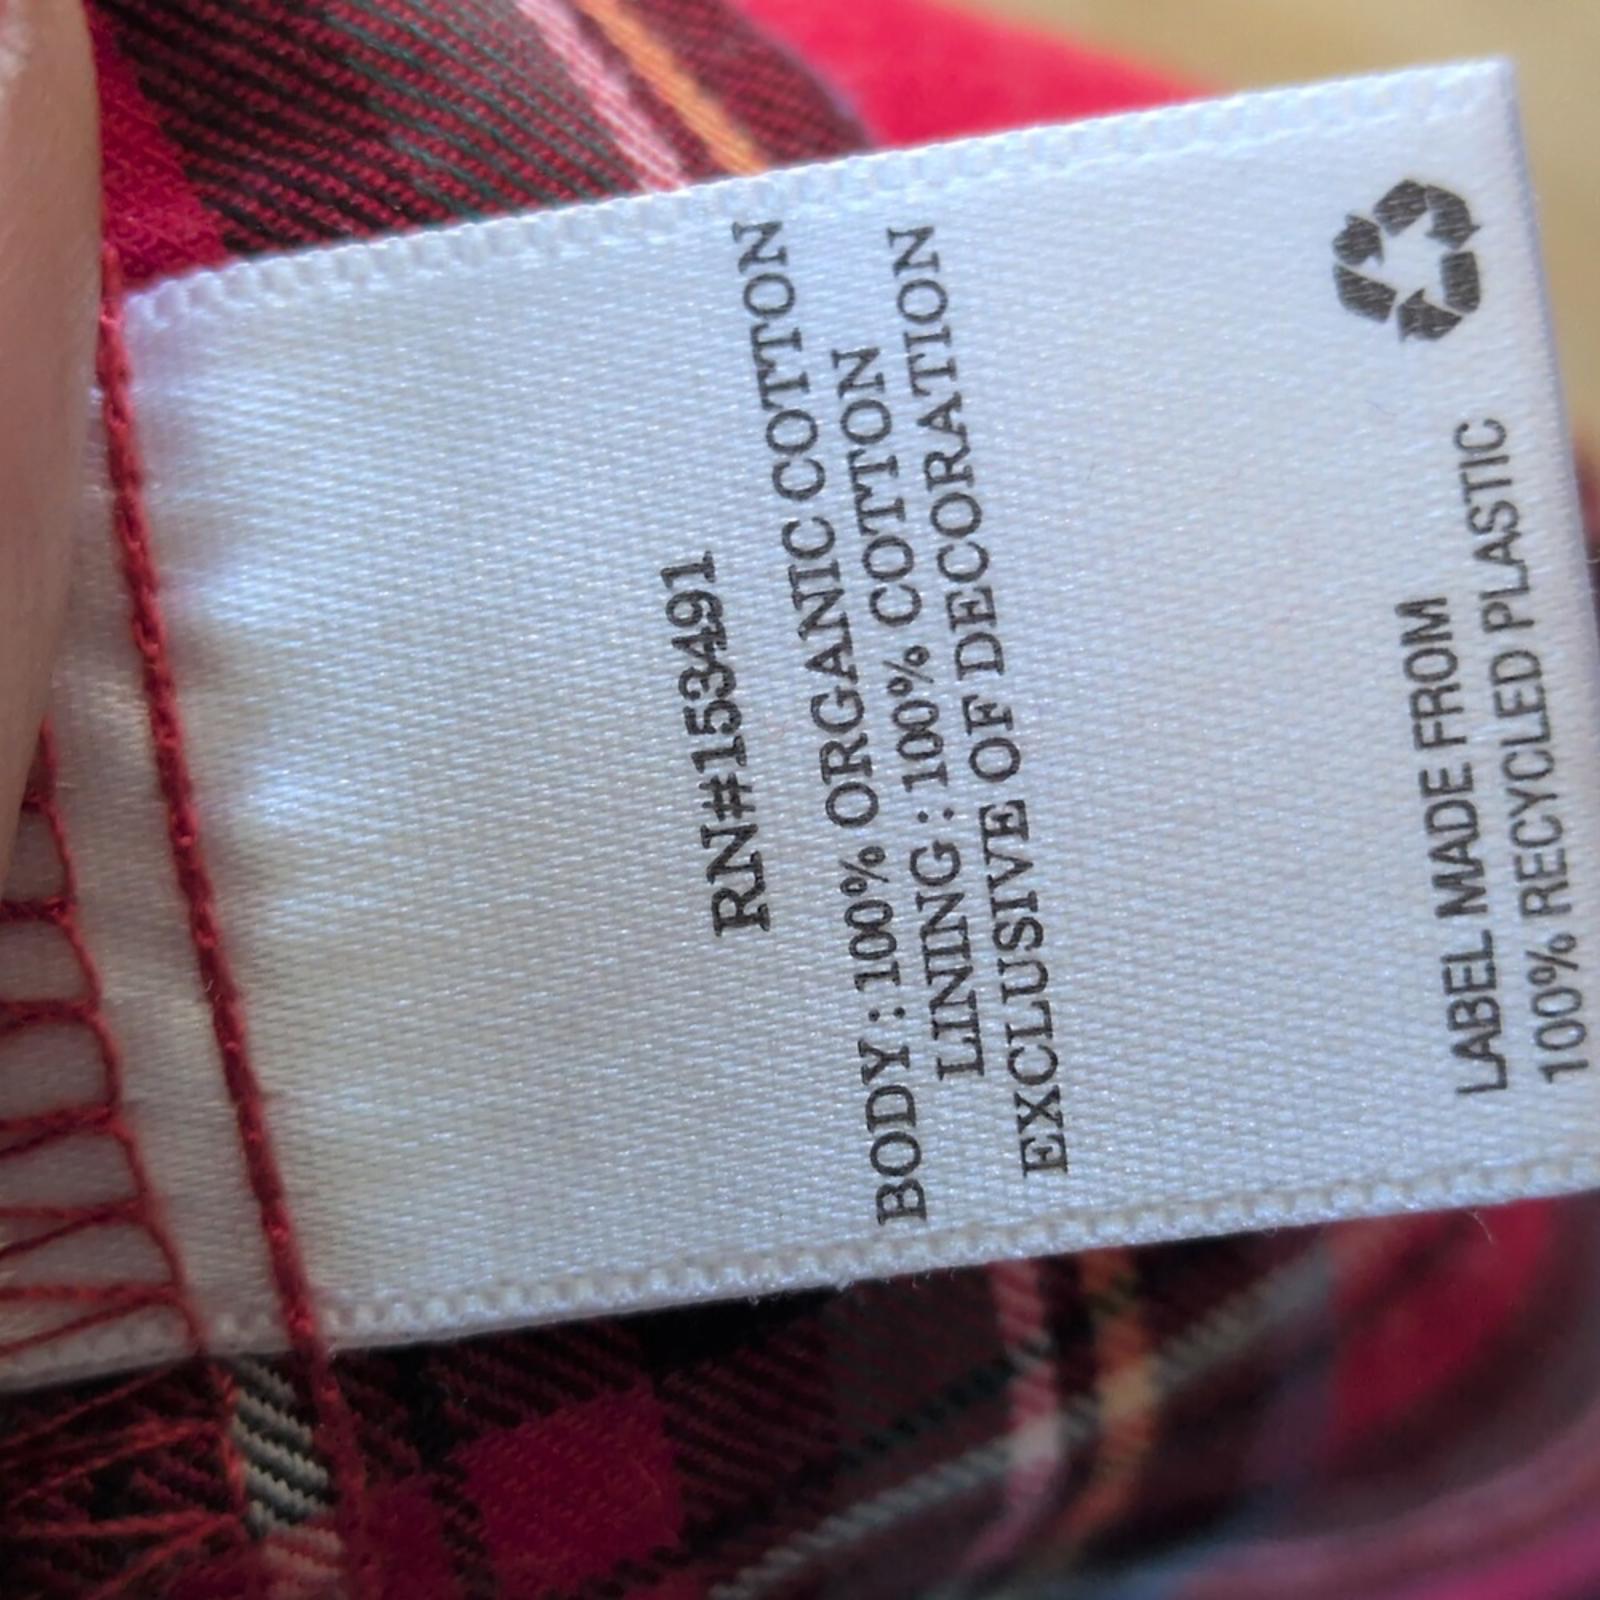 RN#153491
BODY : 100% ORGANIC COTTON
LINING : 100% COTTON
EXCLUSIVE OF DECORATION
LABEL MADE FROM
100% RECYCLED PLASTIC